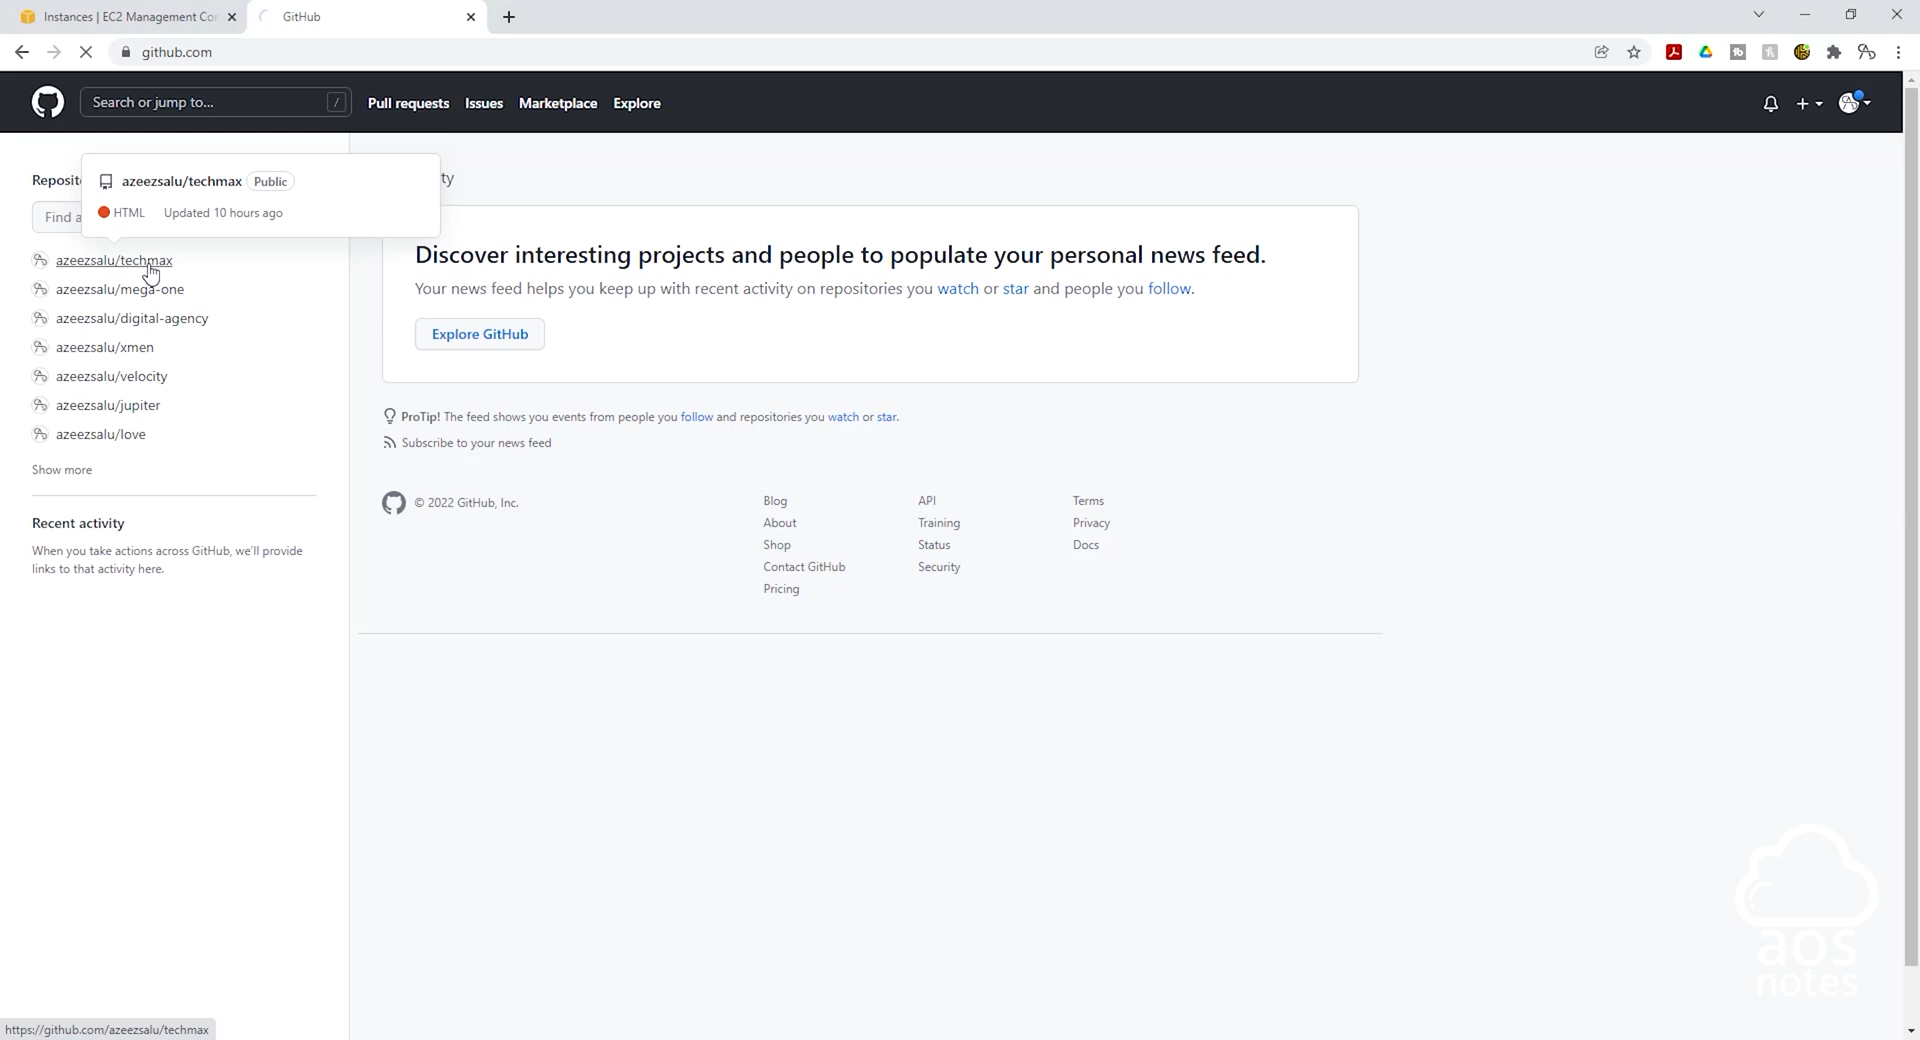 Instances | EC2 Management Con
GitHub
github.com
Search or jump to...
/
Pull requests
Issues
Marketplace
Explore
azeezsalu/techmax
Public
HTML
Updated 10 hours ago
Reposit
Find a
azeezsalu/techmax
azeezsalu/mega-one
azeezsalu/digital-agency
azeezsalu/xmen
azeezsalu/velocity
azeezsalu/jupiter
azeezsalu/love
Show more
Recent activity
When you take actions across GitHub, we'll provide
links to that activity here.
ty
Discover interesting projects and people to populate your personal news feed.
Your news feed helps you keep up with recent activity on repositories you watch or star and people you follow.
Explore GitHub
ProTip! The feed shows you events from people you follow and repositories you watch or star.
Subscribe to your news feed
© 2022 GitHub, Inc.
Blog
About
Shop
Contact GitHub
Pricing
API
Training
Status
Security
Terms
Privacy
Docs
aos
notes
https://github.com/azeezsalu/techmax